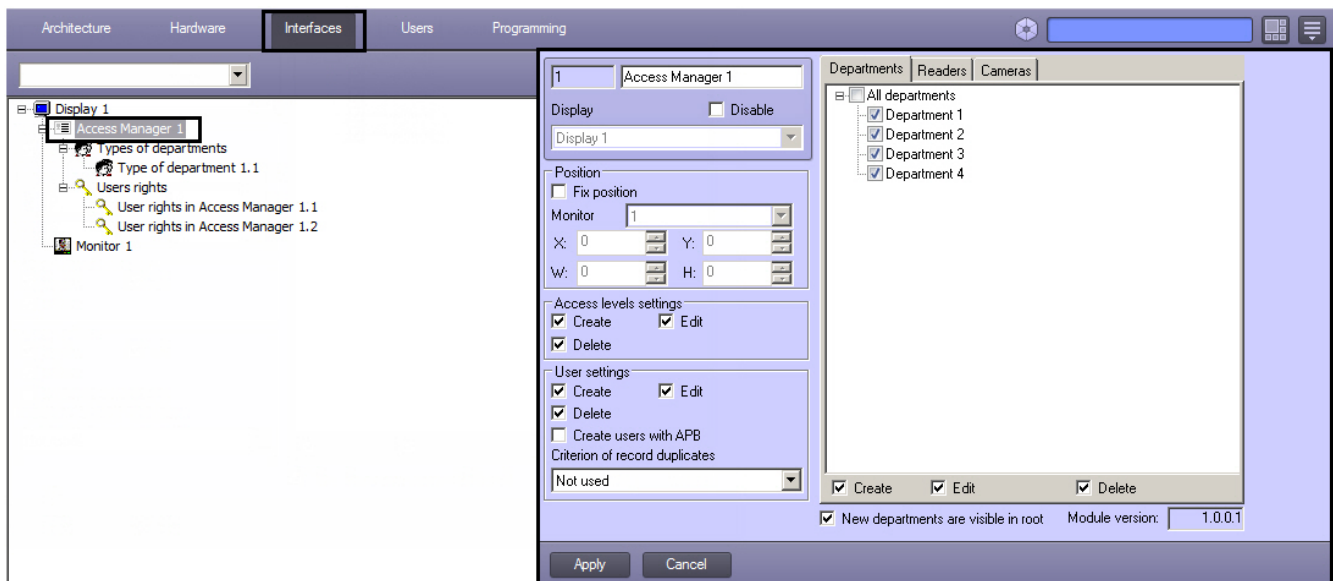 Architecture Hardware Interfaces Users Programming
Display 1
Access Manager 1
Types of departments
Type of department 1.1
Users rights
User rights in Access Manager 1.1
User rights in Access Manager 1.2
Monitor 1
1 Access Manager 1
Display Disable
Display 1
Position
Fix position
Monitor 1
X: 0 Y: 0
W: 0 H: 0
Access levels settings
Create Edit
Delete
User settings
Create Edit
Delete
Create users with APB
Criterion of record duplicates
Not used
Departments Readers Cameras
All departments
Department 1
Department 2
Department 3
Department 4
Create Edit Delete
New departments are visible in root Module version: 1.0.0.1
Apply Cancel